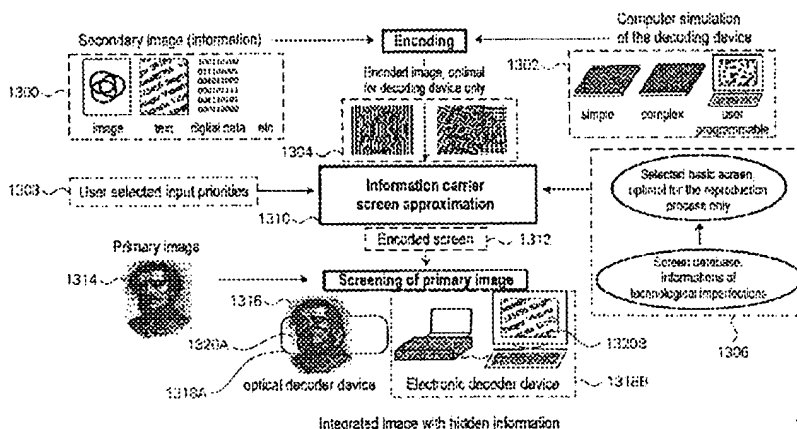 Secondary image (information)
Encoding
Computer simulation
of the decoding device
1300
image
text
digital data
etc
Encoded image, optimal
for decoding device only
1302
simple
complex
user
programmable
1304
1308
User selected input priorities
Information carrier
screen approximation
1310
Selected basic screen,
optimal for the reproduction
process only
Encoded screen
1312
Primary image
1314
Screening of primary image
Screen database,
informations of
technological imperfections
1306
1316
1320A
1318A
optical decoder device
Electronic decoder device
1320B
1318B
Integrated image with hidden information